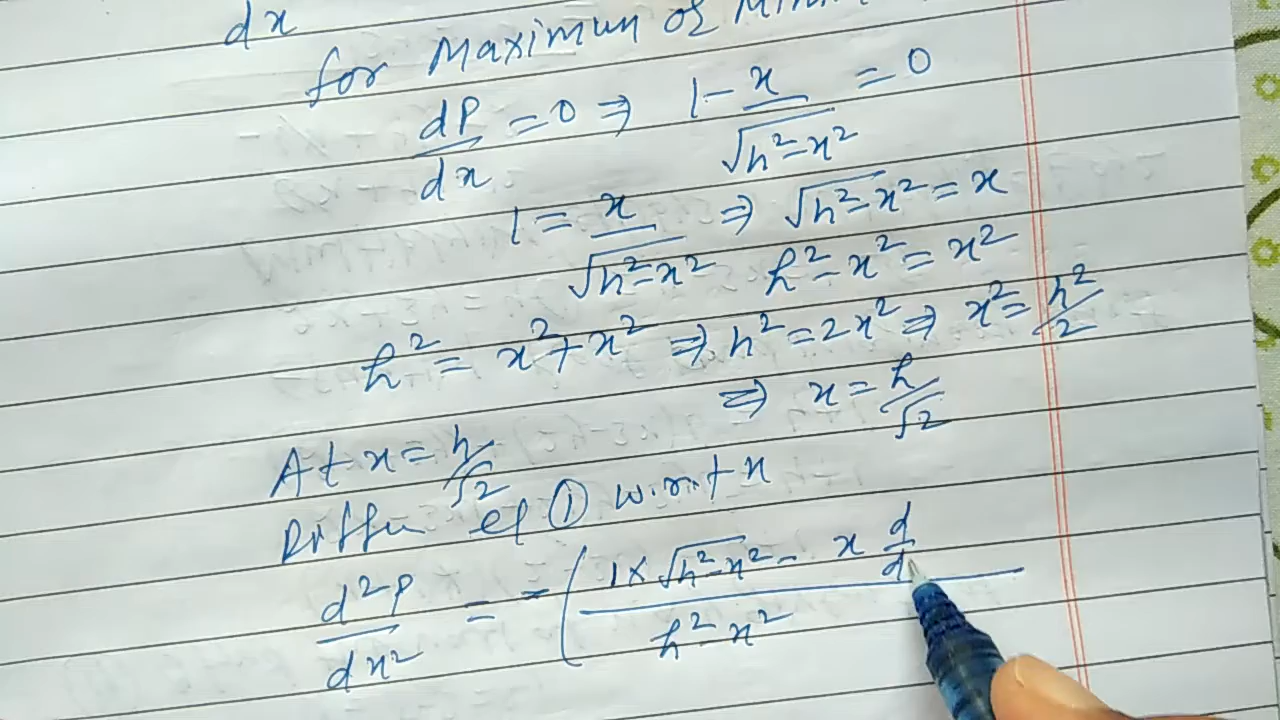 dx
for Maximum or Mini
dP/dx = 0 ⇒ 1 - x/√h²-x² = 0
1 = x/√h²-x² ⇒ √h²-x² = x
h²-x² = x²
h² = x²+x² ⇒ h² = 2x² ⇒ x² = h²/2
⇒ x = h/√2
At x = h/√2
Diffn eq ① w.r.t x
d²P/dx² = -(1×√h²-x² - x d/d / h²-x²